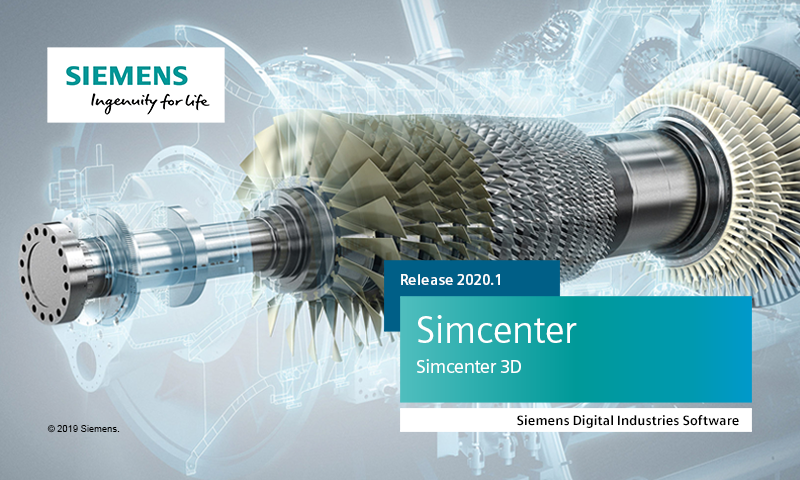 SIEMENS
Ingenuity for life
Release 2020.1
Simcenter
Simcenter 3D
Siemens Digital Industries Software
© 2019 Siemens.